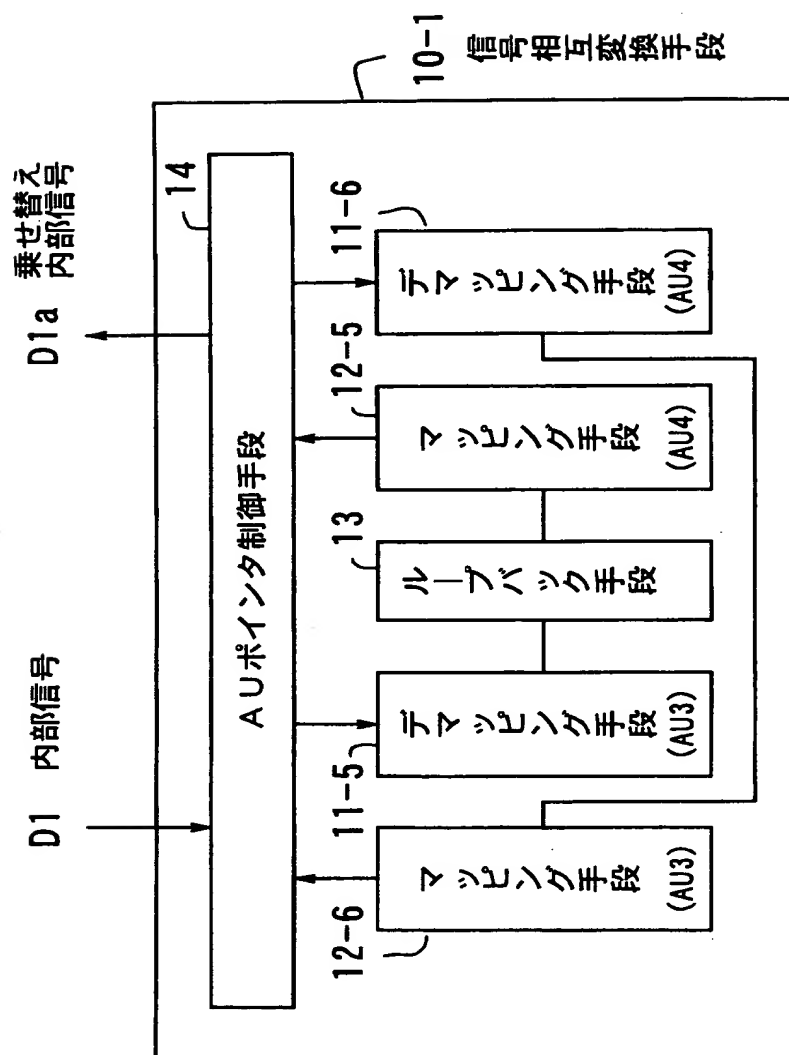 10-1
信号相互変換手段
D1 内部信号
D1a 乗せ替え
内部信号
14
AUポインタ制御手段
12-6
マッピング手段
(AU3)
11-5
デマッピング手段
(AU3)
13
ループバック手段
12-5
マッピング手段
(AU4)
11-6
デマッピング手段
(AU4)